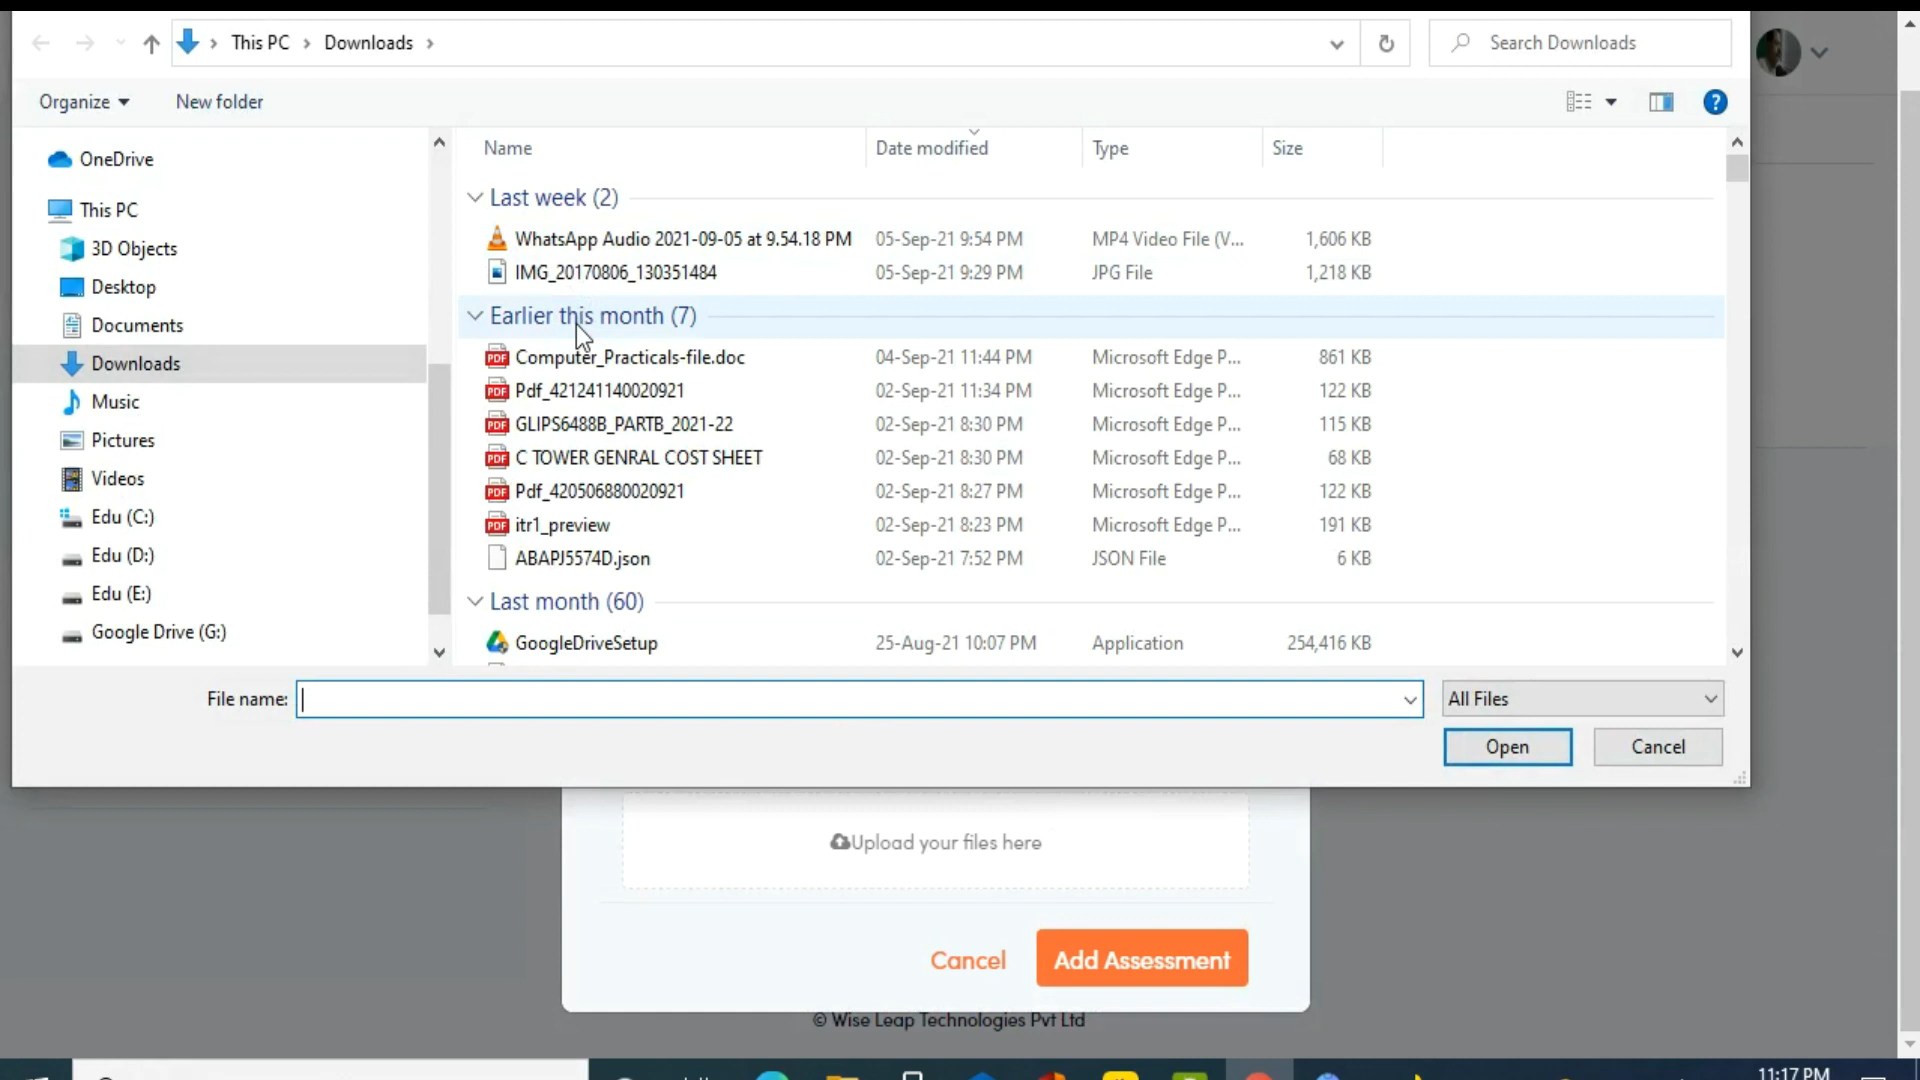 This PC > Downloads >
Search Downloads
Organize
New folder
OneDrive
This PC
3D Objects
Desktop
Documents
Downloads
Music
Pictures
Videos
Edu (C:)
Edu (D:)
Edu (E:)
Google Drive (G:)
Name Date modified Type Size
Last week (2)
WhatsApp Audio 2021-09-05 at 9.54.18 PM 05-Sep-21 9:54 PM MP4 Video File (V... 1,606 KB
IMG_20170806_130351484 05-Sep-21 9:29 PM JPG File 1,218 KB
Earlier this month (7)
PDF Computer_Practicals-file.doc 04-Sep-21 11:44 PM Microsoft Edge P... 861 KB
PDF Pdf_421241140020921 02-Sep-21 11:34 PM Microsoft Edge P... 122 KB
PDF GLIPS6488B_PARTB_2021-22 02-Sep-21 8:30 PM Microsoft Edge P... 115 KB
PDF C TOWER GENRAL COST SHEET 02-Sep-21 8:30 PM Microsoft Edge P... 68 KB
PDF Pdf_420506880020921 02-Sep-21 8:27 PM Microsoft Edge P... 122 KB
PDF itr1_preview 02-Sep-21 8:23 PM Microsoft Edge P... 191 KB
ABAPJ5574D.json 02-Sep-21 7:52 PM JSON File 6 KB
Last month (60)
GoogleDriveSetup 25-Aug-21 10:07 PM Application 254,416 KB
File name:
All Files
Open
Cancel
Upload your files here
Cancel
Add Assessment
© Wise Leap Technologies Pvt Ltd
11:17 PM